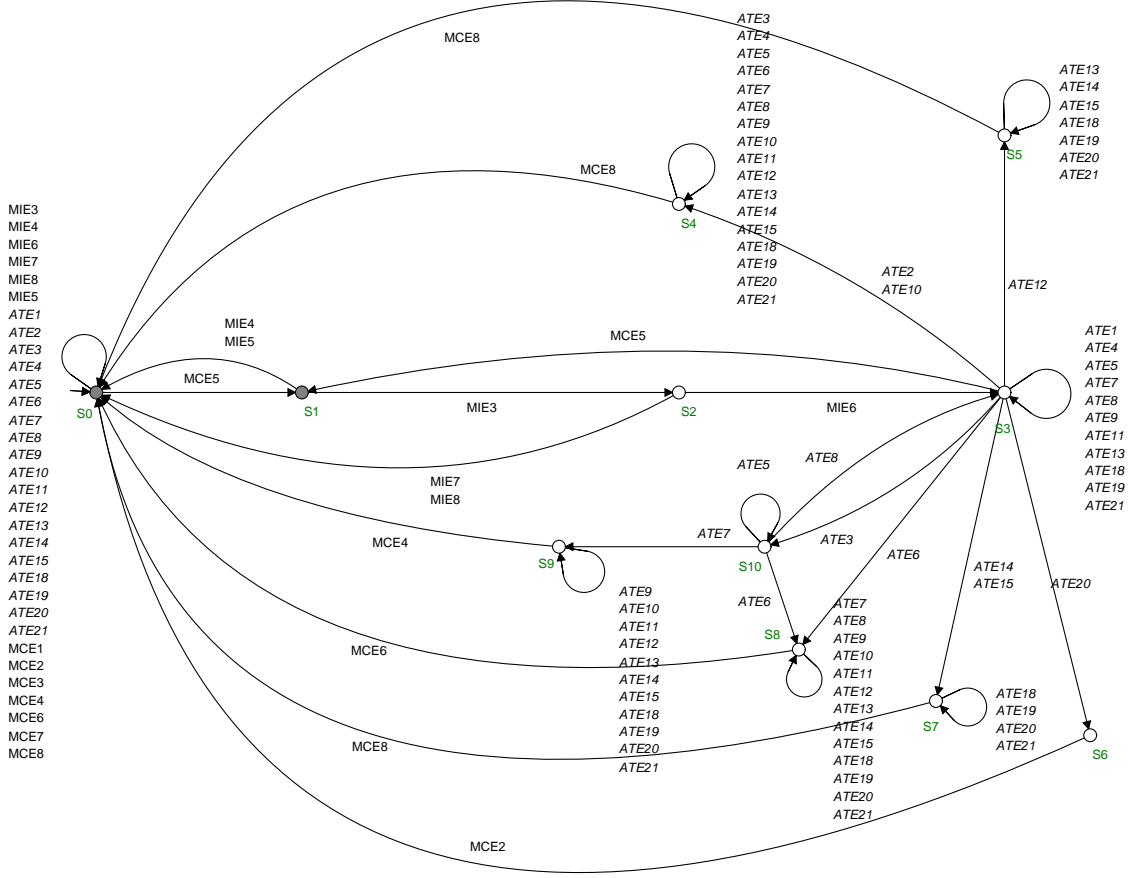 MCE8
ATE3
ATE4
ATE5
ATE6
ATE7
ATE8
ATE9
ATE10
ATE11
ATE12
ATE13
ATE14
ATE15
ATE18
ATE19
ATE20
ATE21
ATE13
ATE14
ATE15
ATE18
ATE19
ATE20
ATE21
S5
MCE8
S4
ATE2
ATE10
ATE12
MIE3
MIE4
MIE6
MIE7
MIE8
MIE5
ATE1
ATE2
ATE3
ATE4
ATE5
ATE6
ATE7
ATE8
ATE9
ATE10
ATE11
ATE12
ATE13
ATE14
ATE15
ATE18
ATE19
ATE20
ATE21
MCE1
MCE2
MCE3
MCE4
MCE6
MCE7
MCE8
MIE4
MIE5
MCE5
MCE5
S0
S1
MIE3
S2
MIE6
S3
ATE1
ATE4
ATE5
ATE7
ATE8
ATE9
ATE11
ATE13
ATE18
ATE19
ATE21
MIE7
MIE8
ATE5
ATE8
ATE7
ATE3
ATE6
MCE4
S9
S10
ATE14
ATE15
ATE20
ATE6
S8
ATE9
ATE10
ATE11
ATE12
ATE13
ATE14
ATE15
ATE18
ATE19
ATE20
ATE21
ATE7
ATE8
ATE9
ATE10
ATE11
ATE12
ATE13
ATE14
ATE15
ATE18
ATE19
ATE20
ATE21
MCE6
S7
ATE18
ATE19
ATE20
ATE21
MCE8
S6
MCE2